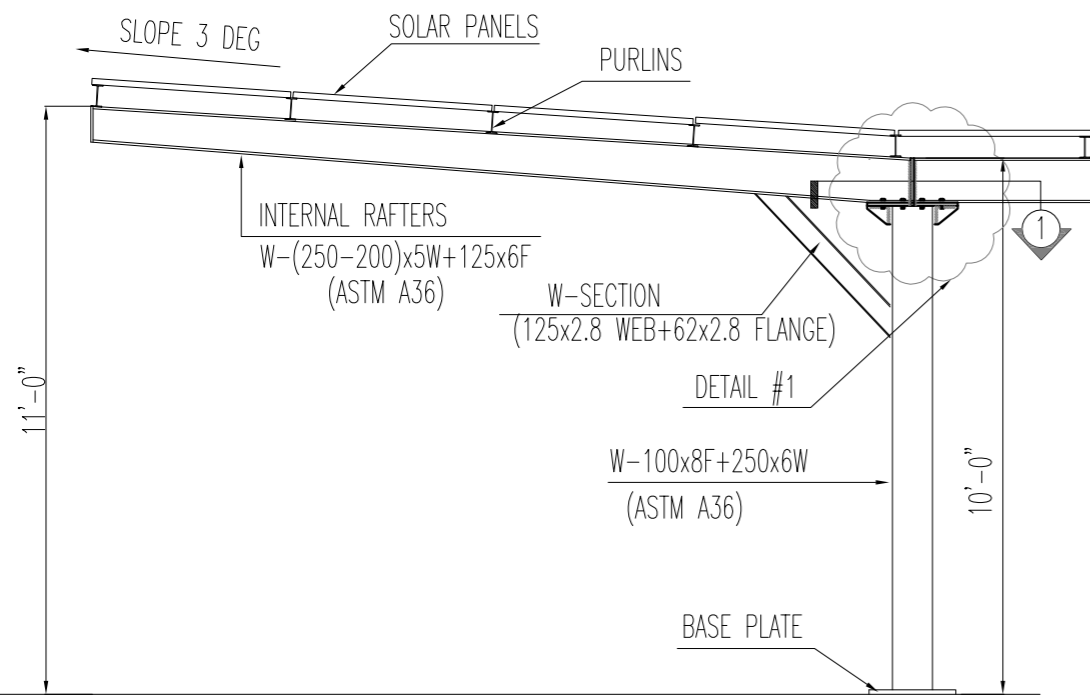 SLOPE 3 DEG
SOLAR PANELS
PURLINS
INTERNAL RAFTERS
W-(250-200)x5W+125x6F
(ASTM A36)
W-SECTION
(125x2.8 WEB+62x2.8 FLANGE)
1
DETAIL #1
11'-0"
W-100x8F+250x6W
(ASTM A36)
10'-0"
BASE PLATE